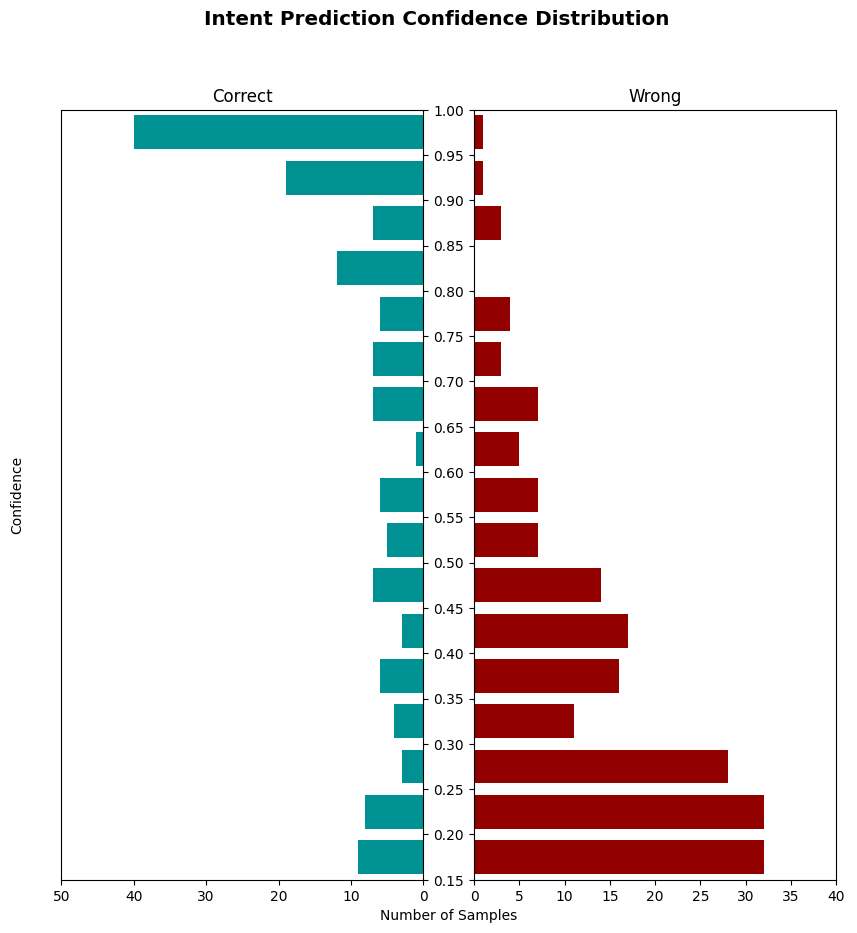 Intent Prediction Confidence Distribution
Correct
Wrong
1.00
0.95
0.90
0.85
0.80
0.75
0.70
0.65
0.60
0.55
0.50
0.45
0.40
0.35
0.30
0.25
0.20
0.15
Confidence
50 40 30 20 10 0
0 5 10 15 20 25 30 35 40
Number of Samples